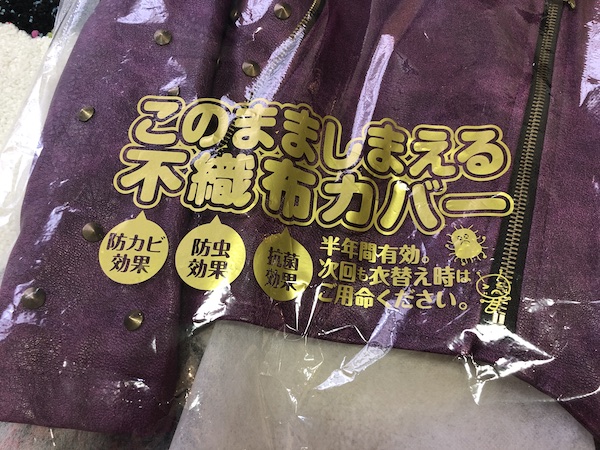 このまましまえる
不織布カバー
防カビ
効果
防虫
効果
抗菌
効果
半年間有効。
次回も衣替え時は
ご用命ください。